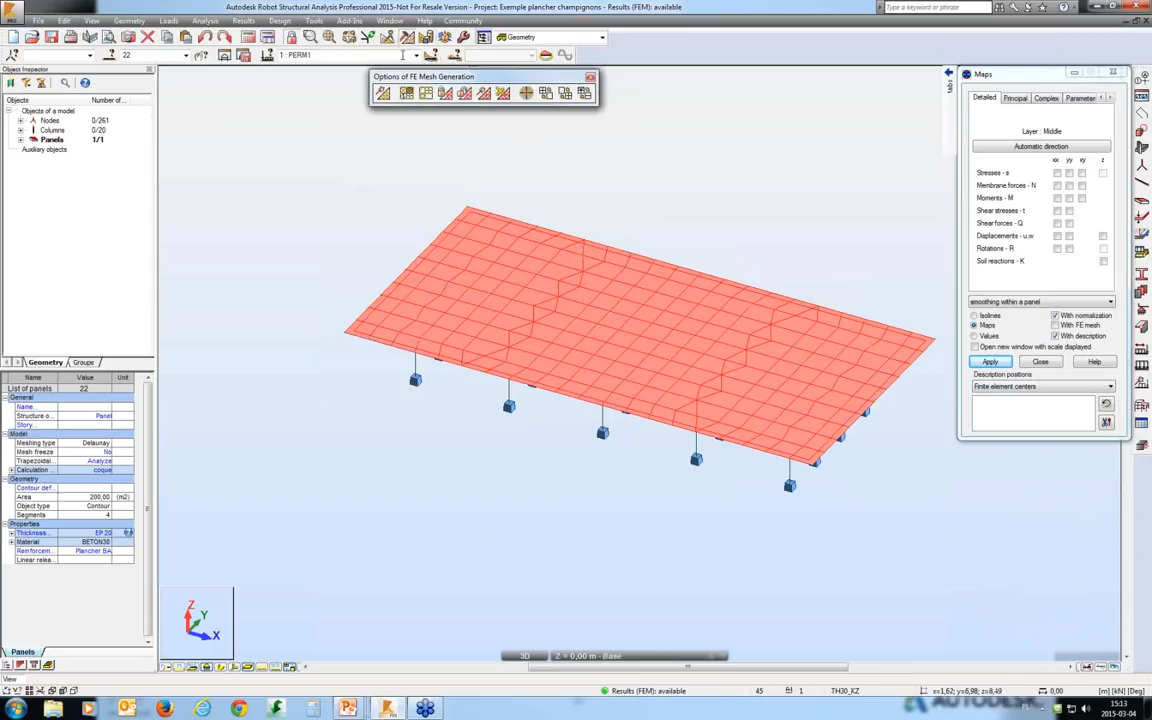 Autodesk Robot Structural Analysis Professional 2015-Not For Resale Version - Project: Exemple plancher champignons - Results (FEM): available
Type a keyword or phrase
File Edit View Geometry Loads Analysis Results Design Tools Add-Ins Window Help Community
Geometry
22
1 : PERM1
Object Inspector
Objects Number of...
Objects of a model
Nodes 0/261
Columns 0/20
Panels 1/1
Auxiliary objects
Geometry Groups
Name Value Unit
List of panels 22
General
Name...
Structure o... Panel
Story...
Model
Meshing type Delaunay
Mesh freeze No
Trapezoidal... Analyze
Calculation ... coque
Geometry
Contour def...
Area 200,00 (m2)
Object type Contour
Segments 4
Properties
Thickness... EP 20
Material BETON30
Reinforcem... Plancher BA
Linear relea...
Panels
View
Options of FE Mesh Generation
Z
Y
X
3D Z = 0,00 m - Base
tabs
Maps
Detailed Principal Complex Parameter
Layer : Middle
Automatic direction
xx yy xy z
Stresses - s
Membrane forces - N
Moments - M
Shear stresses - t
Shear forces - Q
Displacements - u,w
Rotations - R
Soil reactions - K
smoothing within a panel
Isolines With normalization
Maps With FE mesh
Values With description
Open new window with scale displayed
Apply Close Help
Description positions
Finite element centers
Results (FEM): available 45 1 TH30_KZ x=1,62; y=6,98; z=8,49 0,00 [m] [kN] [Deg]
AUTODESK
15:13
2015-03-04